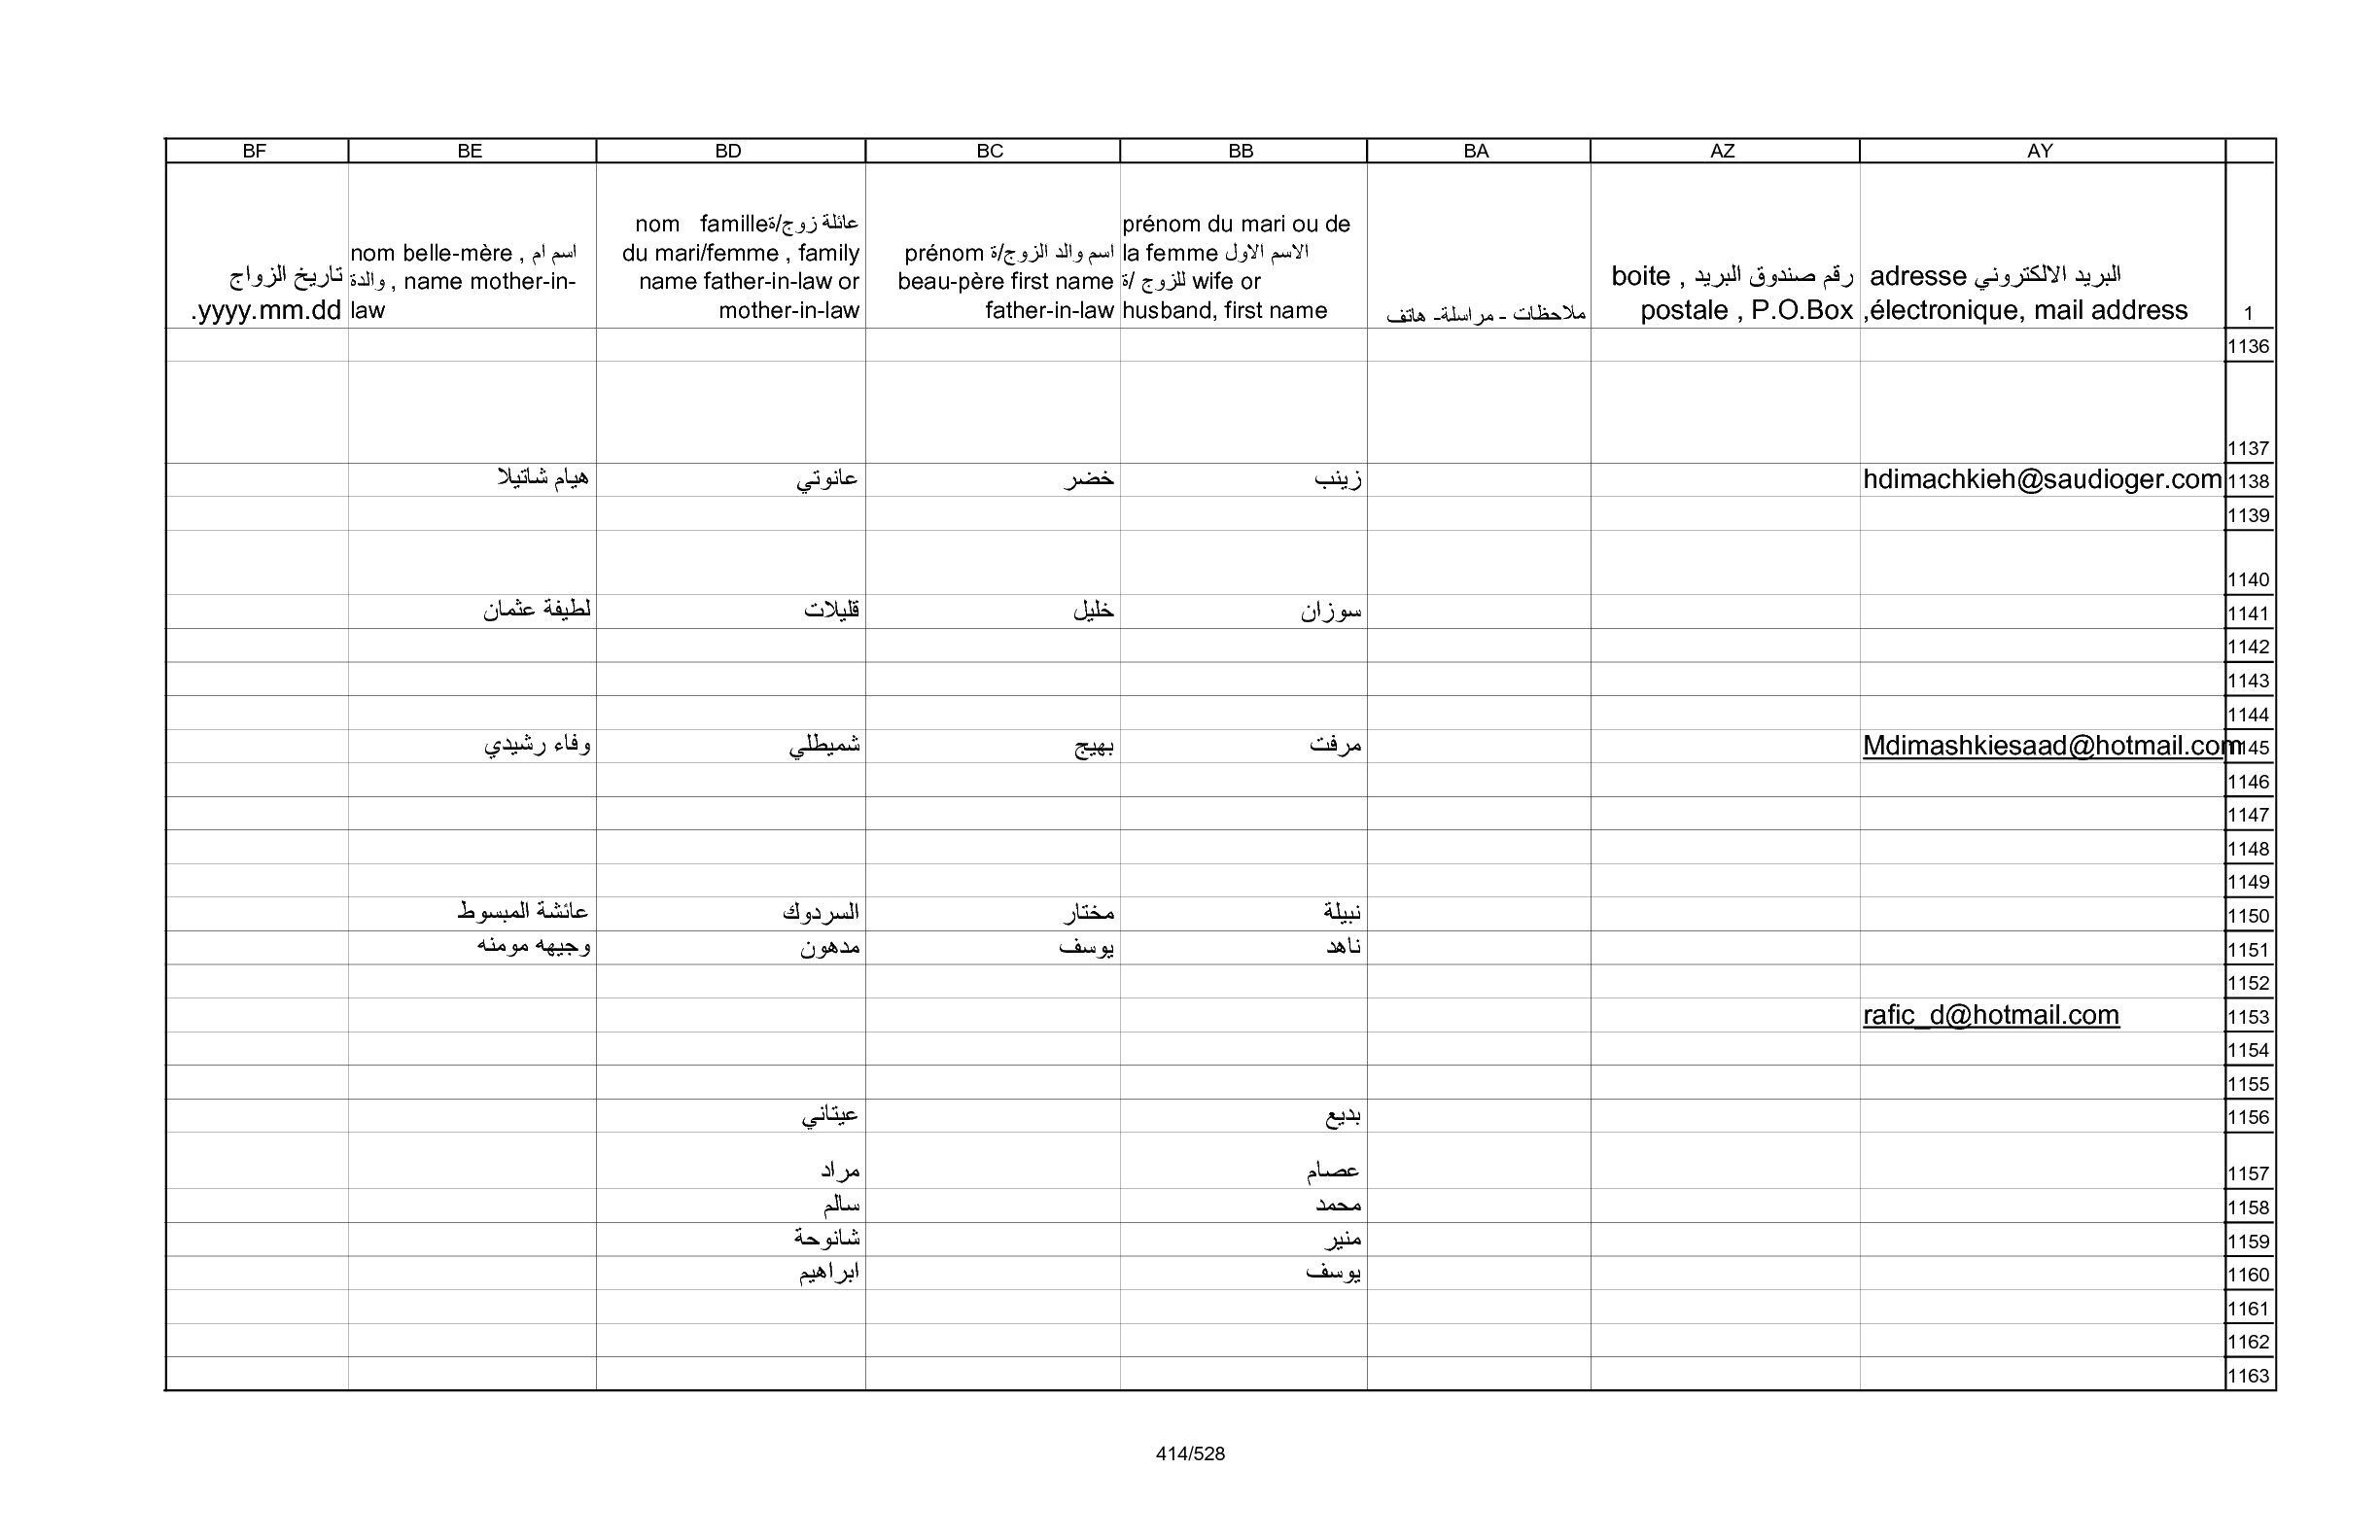 AY AZ BA BB BC BD BE BF
1
البريد الالكتروني adresse
électronique, mail address,
رقم صندوق البريد , boite
postale , P.O.Box
ملاحظات - مراسلة- هاتف
prénom du mari ou de
la femme الاسم الاول
للزوج /ة wife or
husband, first name
اسم والد الزوج/ة prénom
beau-père first name
father-in-law
عائلة زوج/ةnom famille
du mari/femme , family
name father-in-law or
mother-in-law
nom belle-mère , اسم ام
والدة , name mother-in-
law
تاريخ الزواج
yyyy.mm.dd.
1136
1137
1138 hdimachkieh@saudioger.com زينب خضر عانوتي هيام شاتيلا
1139
1140
1141 سوزان خليل قليلات لطيفة عثمان
1142
1143
1144
1145 Mdimashkiesaad@hotmail.com مرفت بهيج شميطلي وفاء رشيدي
1146
1147
1148
1149
1150 نبيلة مختار السردوك عائشة المبسوط
1151 ناهد يوسف مدهون وجيهه مومنه
1152
1153 rafic_d@hotmail.com
1154
1155
1156 بديع عيتاني
1157 عصام مراد
1158 محمد سالم
1159 منير شانوحة
1160 يوسف ابراهيم
1161
1162
1163
414/528